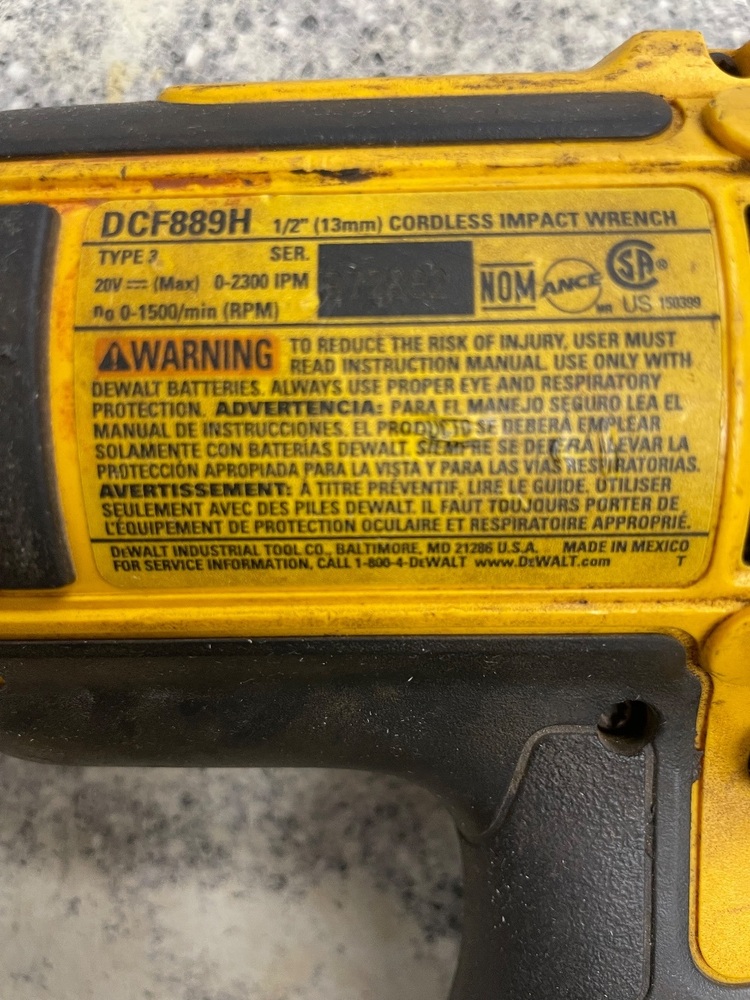 DCF889H 1/2" (13mm) CORDLESS IMPACT WRENCH
TYPE SER.
20V ⎓ (Max) 0-2300 IPM
n₀ 0-1500/min (RPM)
NOM ANCE MR SA ® US 150399
⚠WARNING TO REDUCE THE RISK OF INJURY, USER MUST
READ INSTRUCTION MANUAL. USE ONLY WITH
DEWALT BATTERIES. ALWAYS USE PROPER EYE AND RESPIRATORY
PROTECTION. ADVERTENCIA: PARA EL MANEJO SEGURO LEA EL
MANUAL DE INSTRUCCIONES. EL PRODUCTO SE DEBERÁ EMPLEAR
SOLAMENTE CON BATERÍAS DEWALT. SIEMPRE SE DEBERÁ LLEVAR LA
PROTECCIÓN APROPIADA PARA LA VISTA Y PARA LAS VIAS RESPIRATORIAS.
AVERTISSEMENT: À TITRE PRÉVENTIF, LIRE LE GUIDE. UTILISER
SEULEMENT AVEC DES PILES DEWALT. IL FAUT TOUJOURS PORTER DE
L'ÉQUIPEMENT DE PROTECTION OCULAIRE ET RESPIRATOIRE APPROPRIÉ.
DEWALT INDUSTRIAL TOOL CO., BALTIMORE, MD 21286 U.S.A. MADE IN MEXICO
FOR SERVICE INFORMATION, CALL 1-800-4-DEWALT www.DEWALT.com T